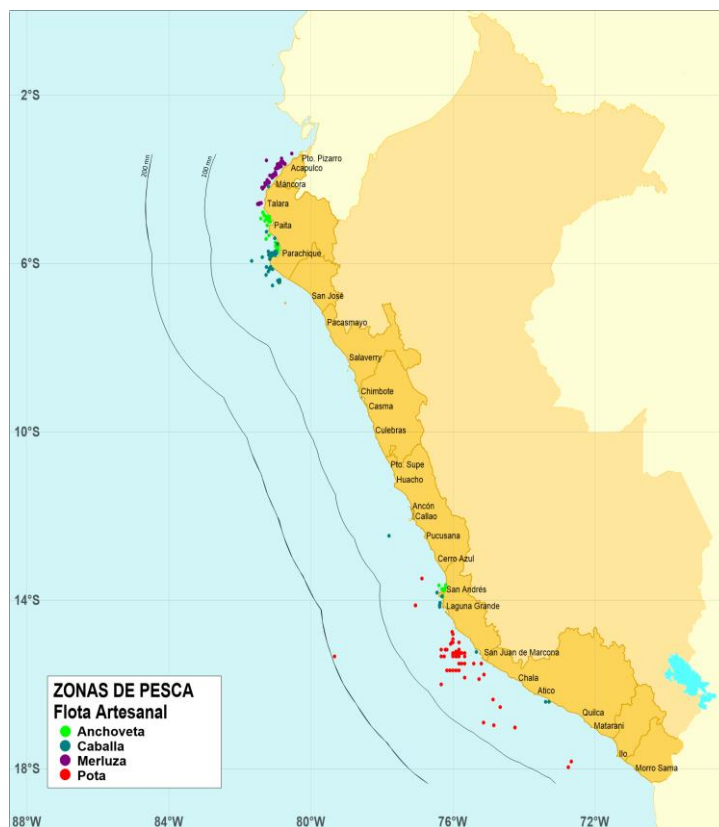 2°S
200 mn
100 mn
Pto. Pizarro
Acapulco
Máncora
Talara
Paita
Parachique
6°S
San José
Pacasmayo
Salaverry
Chimbote
Casma
10°S
Culebras
Pto. Supe
Huacho
Ancón
Callao
Pucusana
Cerro Azul
14°S
San Andrés
Laguna Grande
San Juan de Marcona
Chala
Atico
Quilca
Matarani
Ilo
Morro Sama
ZONAS DE PESCA
Flota Artesanal
Anchoveta
Caballa
Merluza
Pota
18°S
88°W 84°W 80°W 76°W 72°W